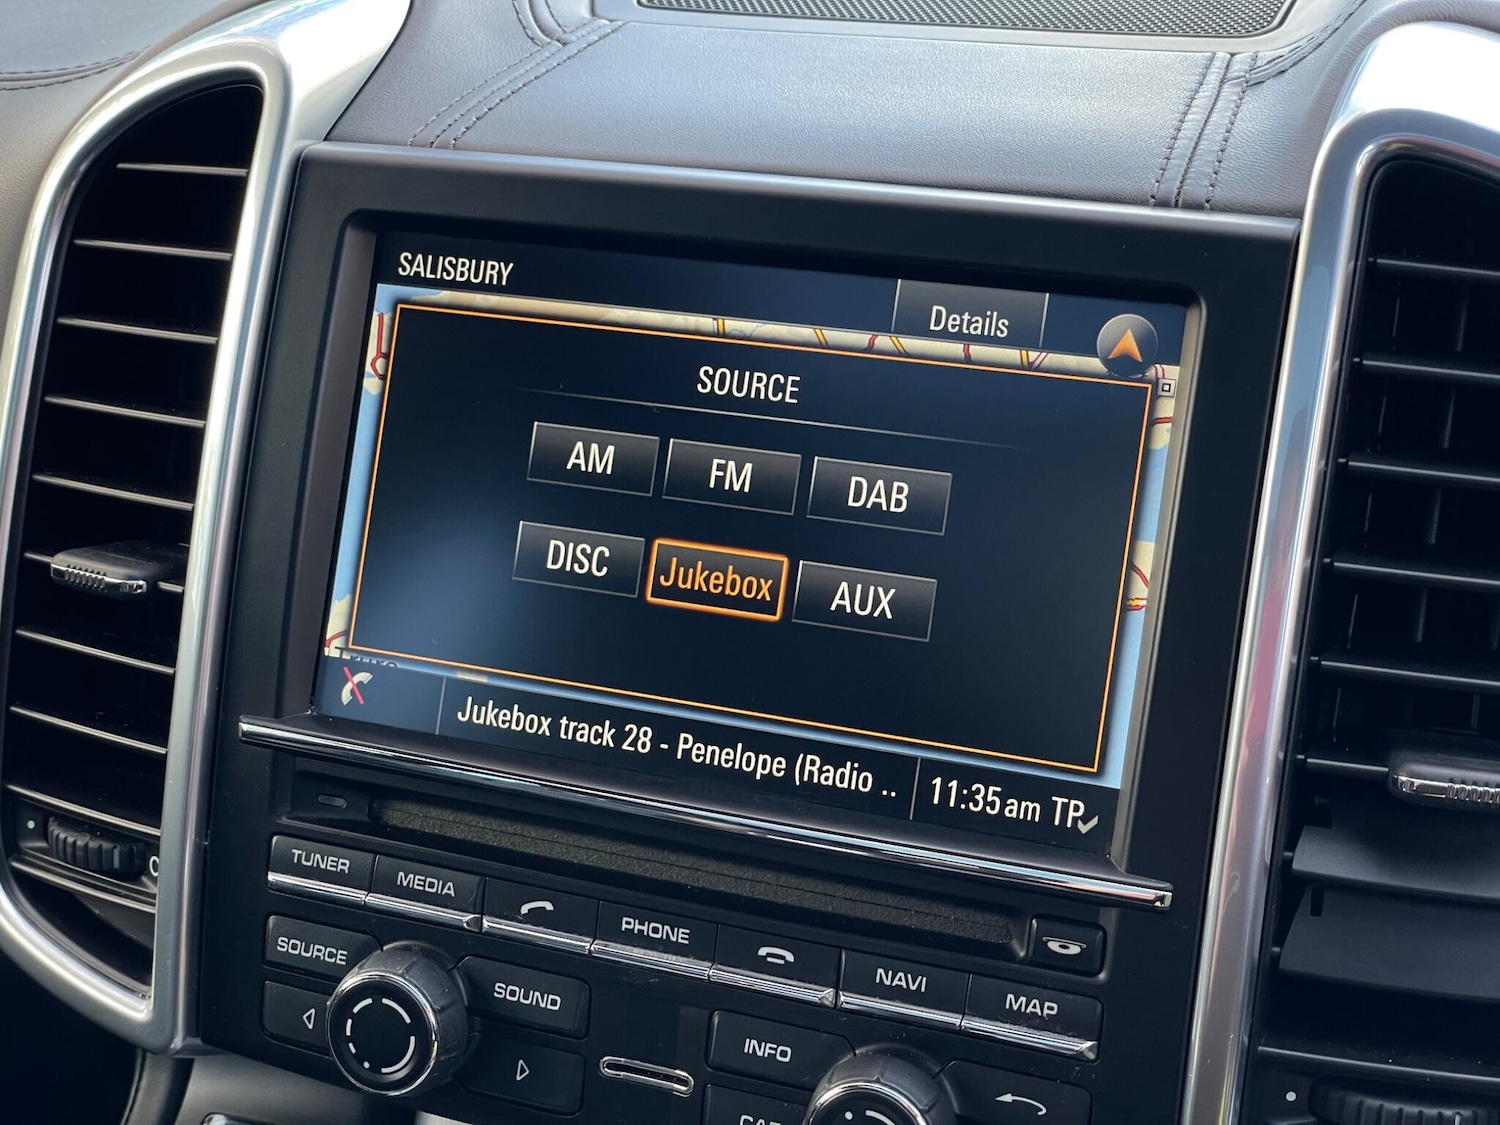 SALISBURY
Details
SOURCE
AM FM DAB
DISC Jukebox AUX
Jukebox track 28 - Penelope (Radio ..
11:35am TP
TUNER MEDIA PHONE NAVI MAP
SOURCE SOUND INFO